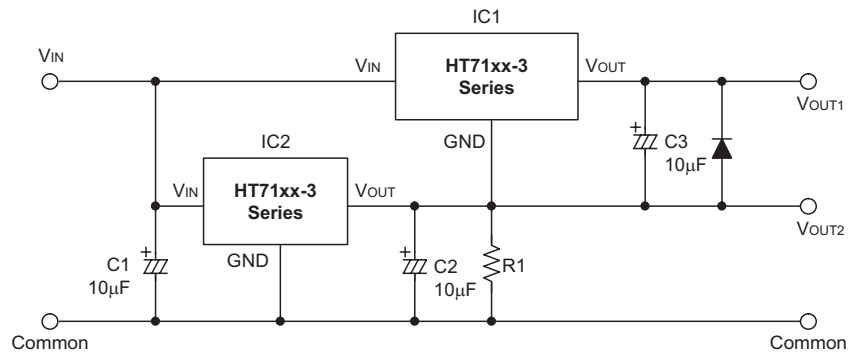 IC1
VIN
VIN
HT71xx-3
Series
VOUT
VOUT1
GND
C3
10μF
IC2
VIN
HT71xx-3
Series
VOUT
VOUT2
GND
C1
10μF
C2
10μF
R1
Common
Common